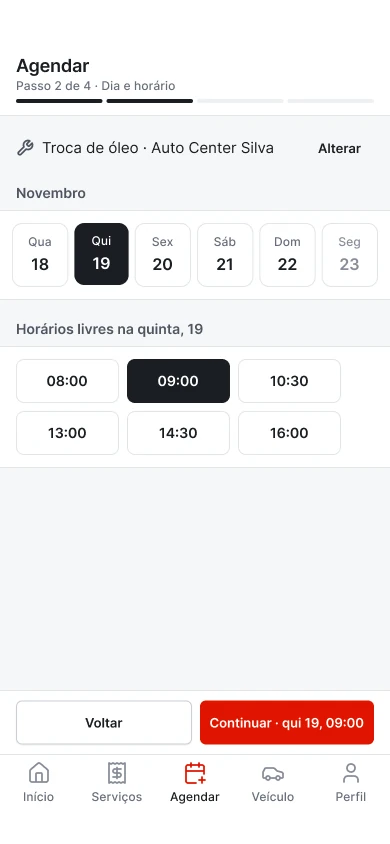 Agendar
Passo 2 de 4 · Dia e horário
Troca de óleo · Auto Center Silva
Alterar
Novembro
Qua Qui Sex Sáb Dom Seg
18 19 20 21 22 23
Horários livres na quinta, 19
08:00 09:00 10:30
13:00 14:30 16:00
Voltar Continuar · qui 19, 09:00
Início Serviços Agendar Veículo Perfil